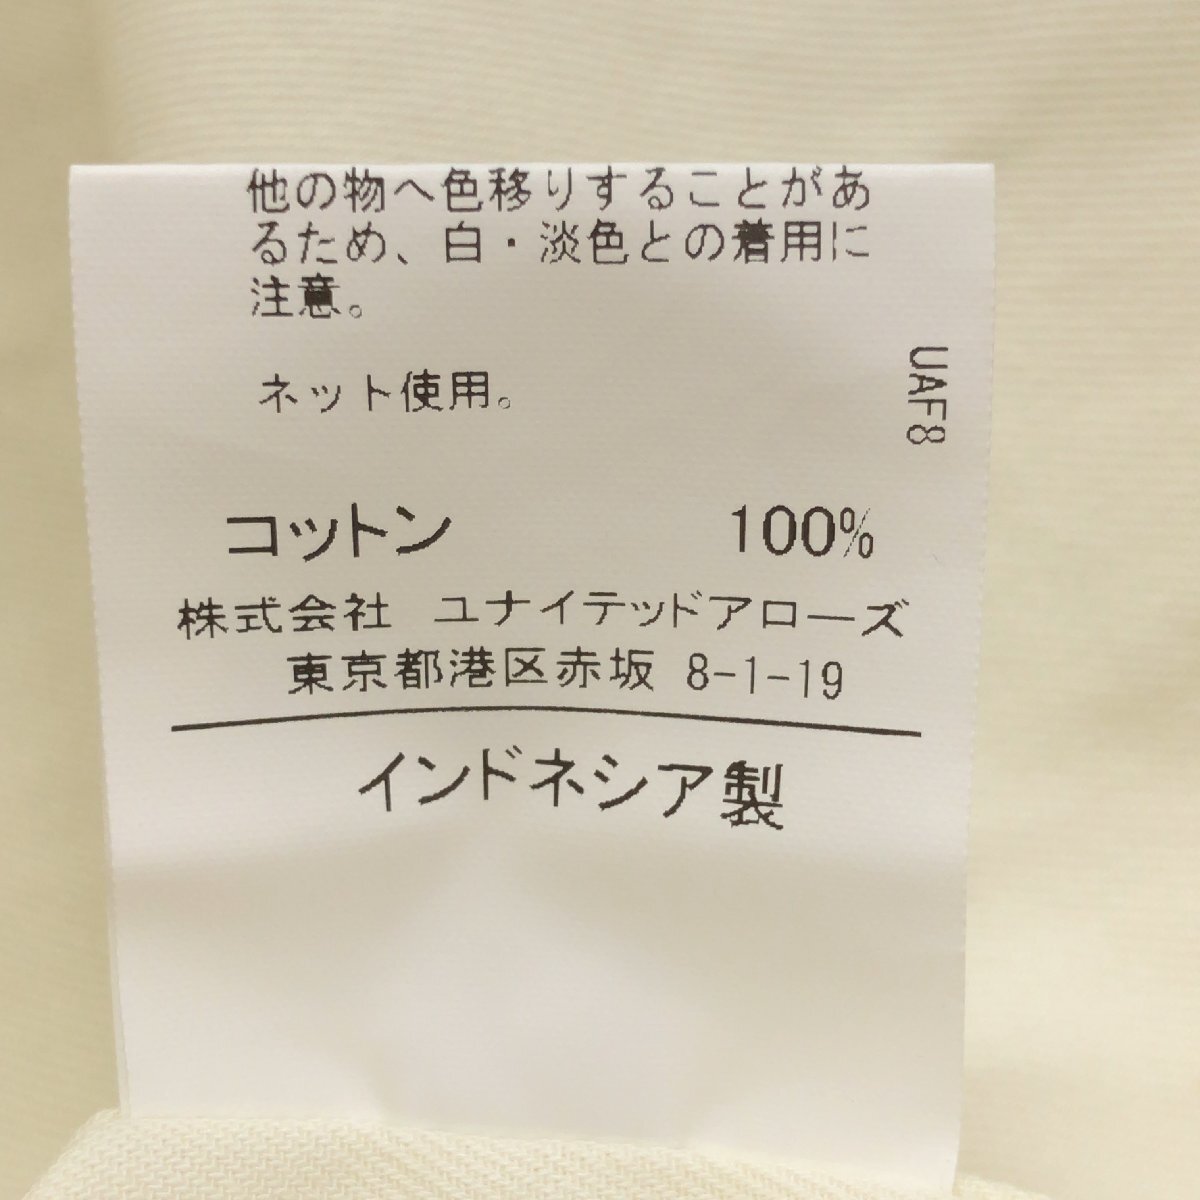 他の物へ色移りすることがあ
るため、白・淡色との着用に
注意。
ネット使用。
UAF8
コットン 100%
株式会社 ユナイテッドアローズ
東京都港区赤坂 8-1-19
インドネシア製